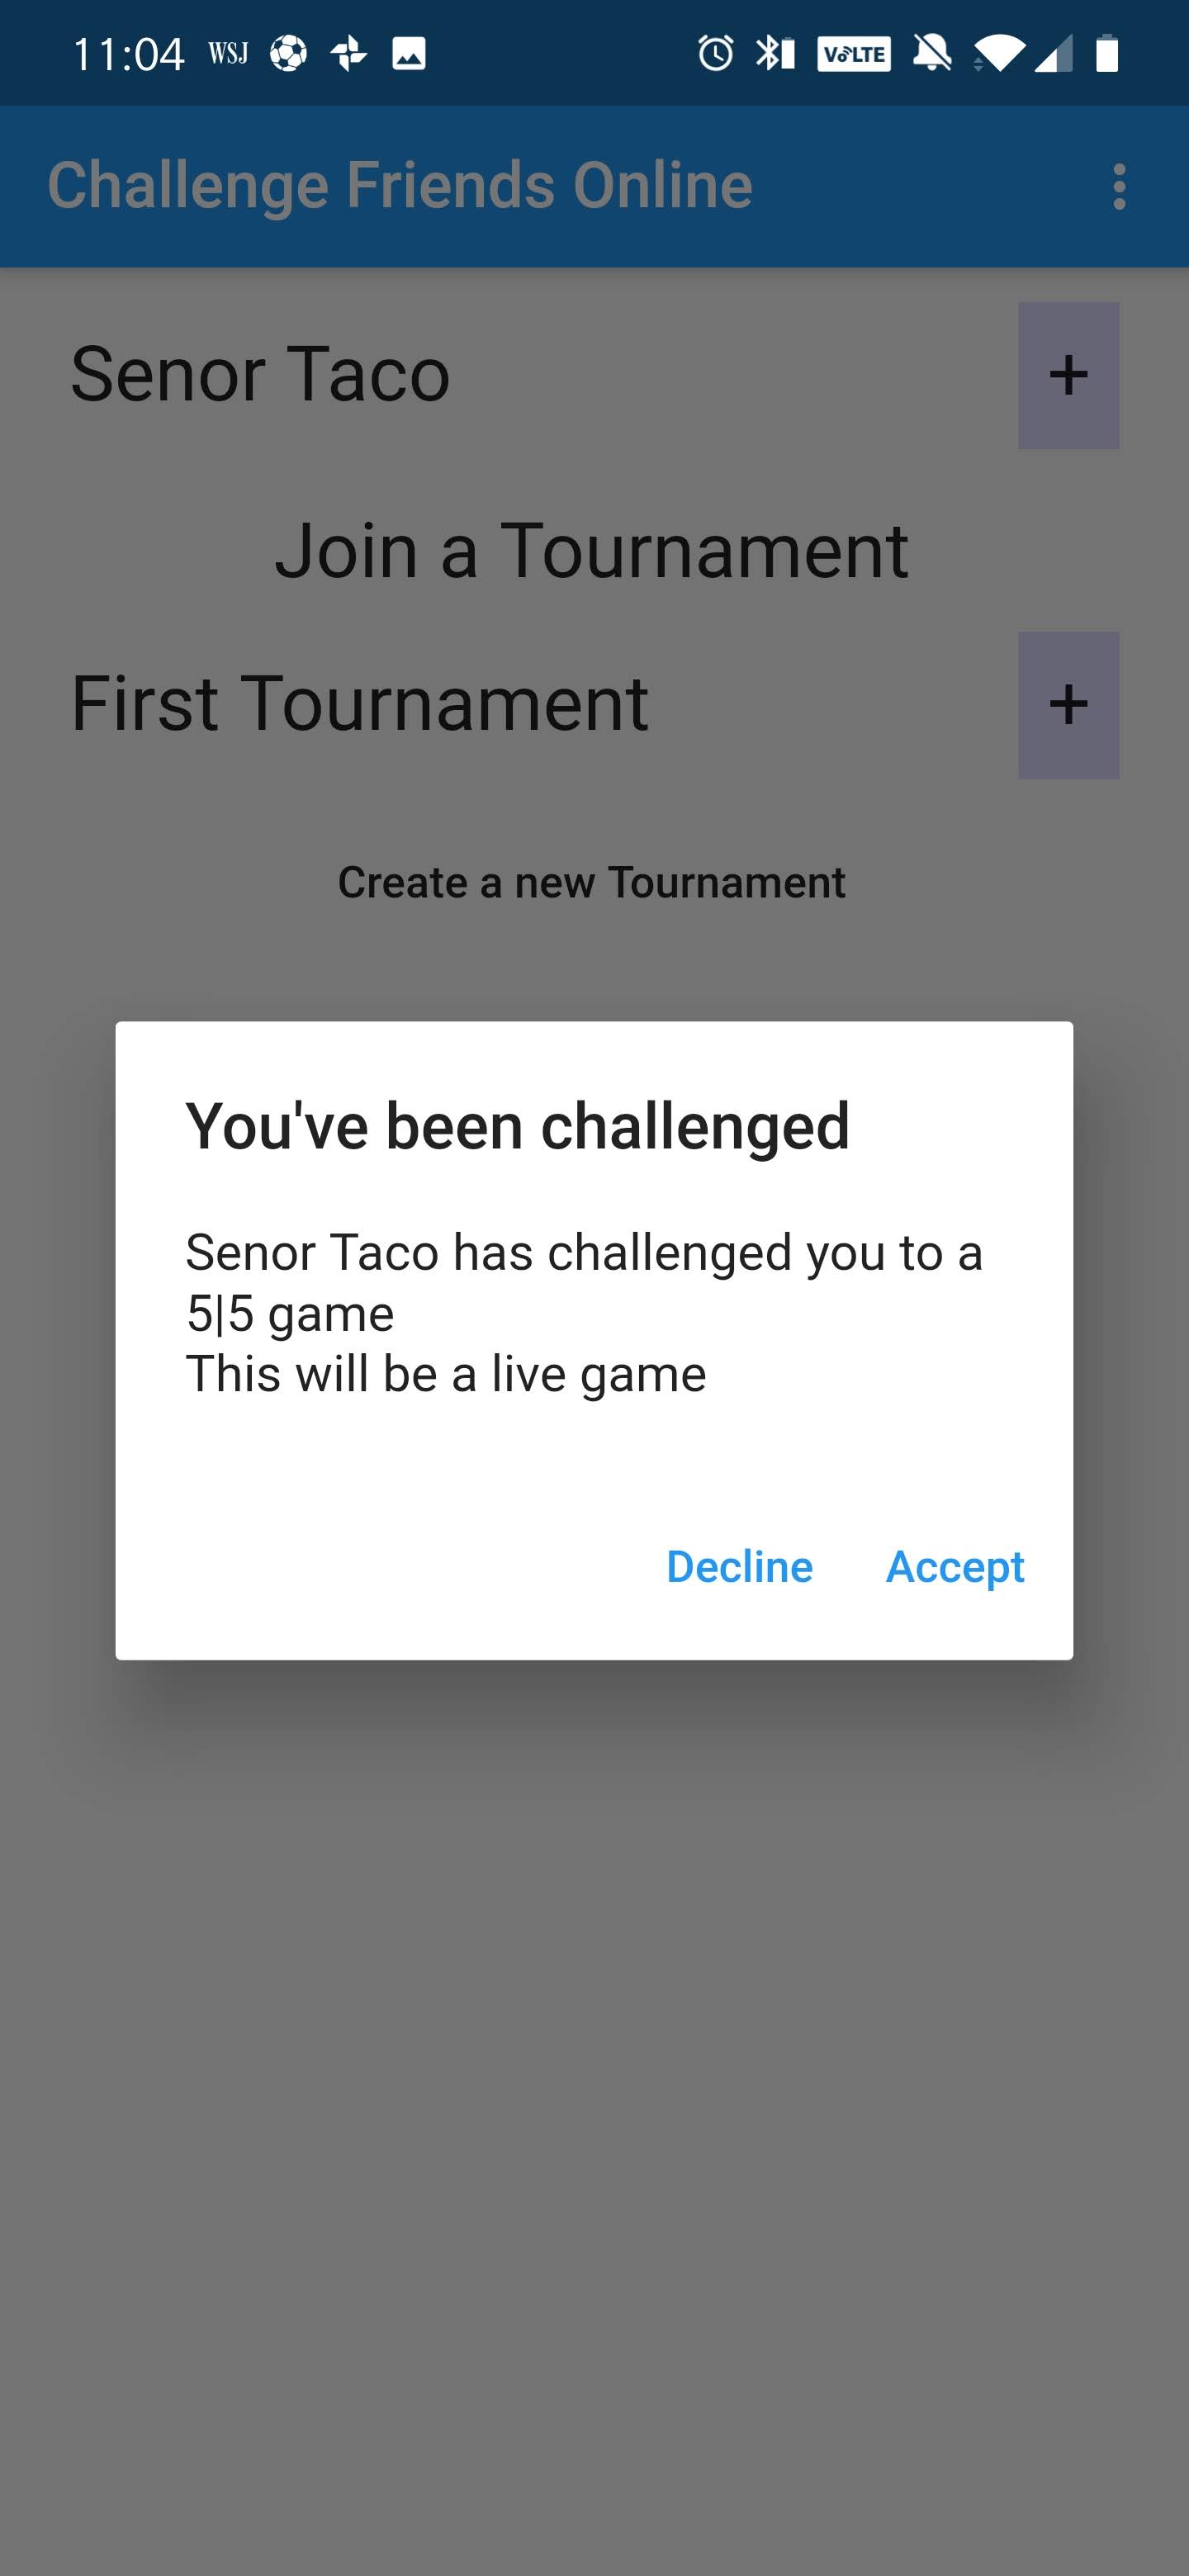 11:04 WSJ VoLTE
Challenge Friends Online
Senor Taco +
Join a Tournament
First Tournament +
Create a new Tournament
You've been challenged
Senor Taco has challenged you to a
5|5 game
This will be a live game
Decline Accept